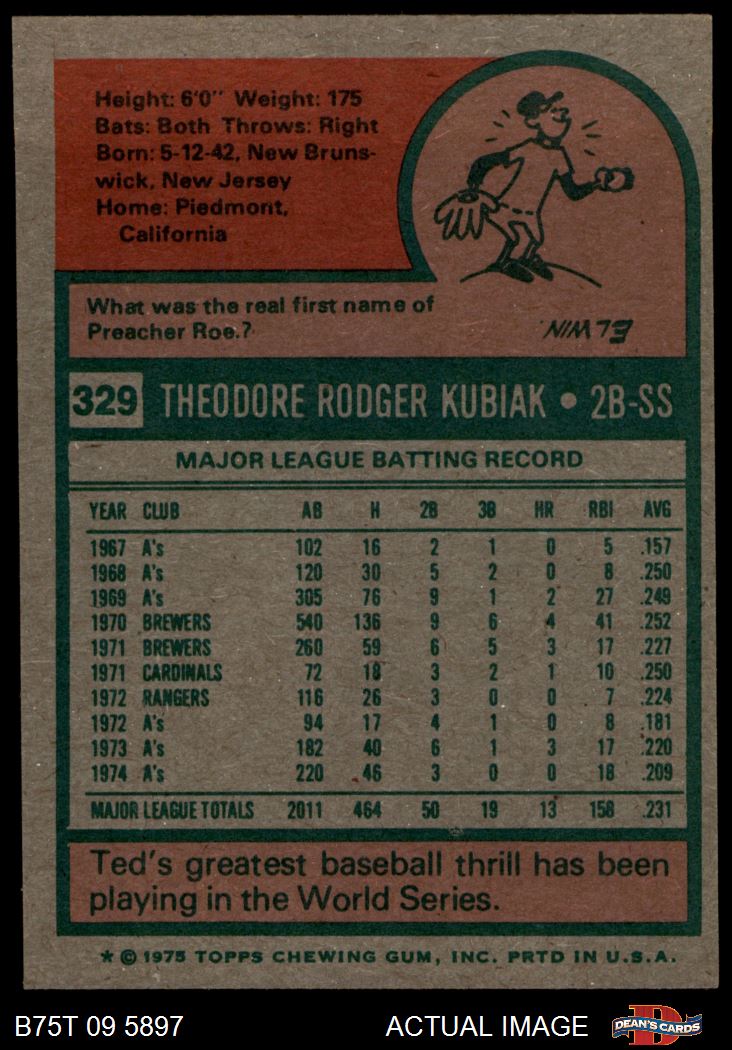 Height: 6'0" Weight: 175
Bats: Both Throws: Right
Born: 5-12-42, New Bruns-
wick, New Jersey
Home: Piedmont,
California
What was the real first name of
Preacher Roe.?
ELWIN
329 THEODORE RODGER KUBIAK • 2B-SS
MAJOR LEAGUE BATTING RECORD
YEAR CLUB AB H 2B 3B HR RBI AVG
1967 A's 102 16 2 1 0 5 .157
1968 A's 120 30 5 2 0 8 .250
1969 A's 305 76 9 1 2 27 .249
1970 BREWERS 540 136 9 6 4 41 .252
1971 BREWERS 260 59 6 5 3 17 .227
1971 CARDINALS 72 18 3 2 1 10 .250
1972 RANGERS 116 26 3 0 0 7 .224
1972 A's 94 17 4 1 0 8 .181
1973 A's 182 40 6 1 3 17 .220
1974 A's 220 46 3 0 0 18 .209
MAJOR LEAGUE TOTALS 2011 464 50 19 13 158 .231
Ted's greatest baseball thrill has been
playing in the World Series.
* © 1975 TOPPS CHEWING GUM, INC. PRTD IN U.S.A.
B75T 09 5897 ACTUAL IMAGE D DEAN'S CARDS